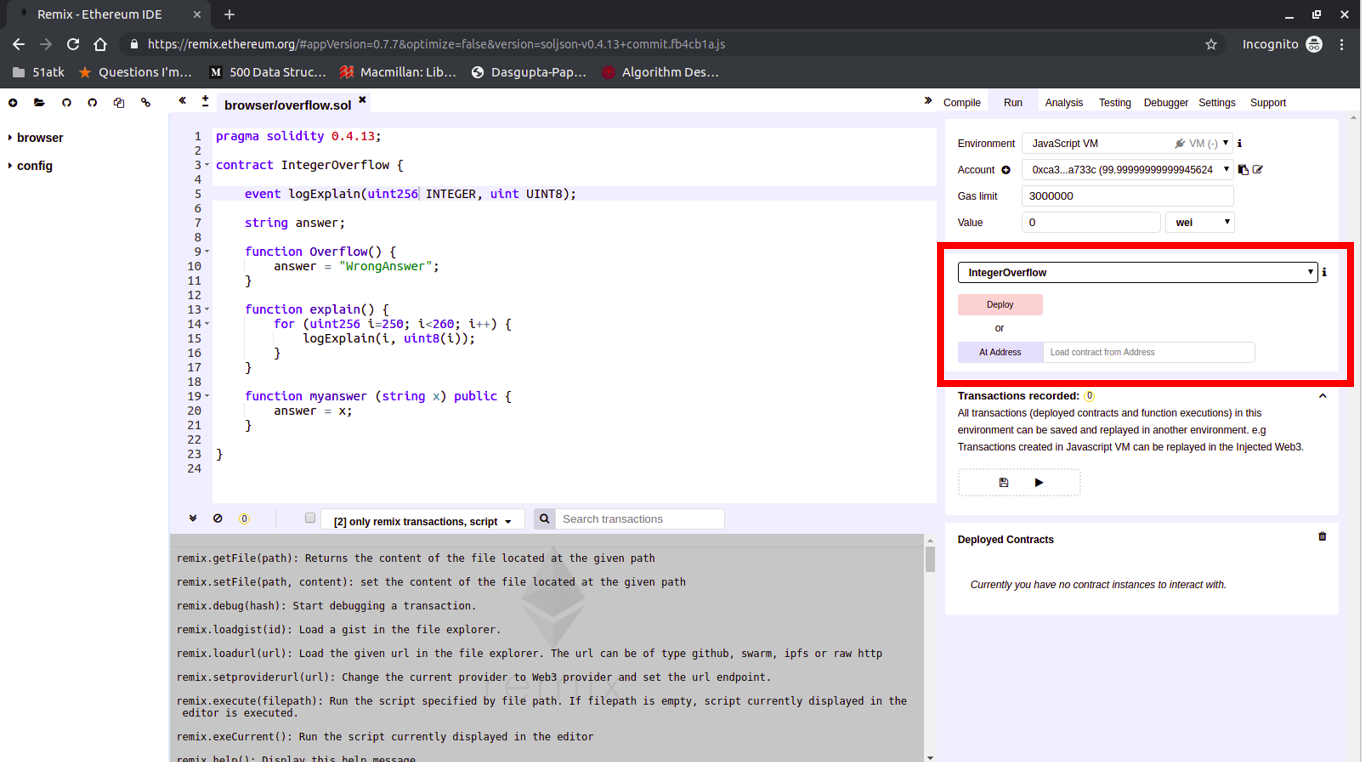 Remix - Ethereum IDE
https://remix.ethereum.org/#appVersion=0.7.7&optimize=false&version=soljson-v0.4.13+commit.fb4cb1a.js
Incognito
51atk Questions I'm… 500 Data Struc… Macmillan: Lib… Dasgupta-Pap… Algorithm Des…
browser/overflow.sol
Compile Run Analysis Testing Debugger Settings Support
browser
config
1 pragma solidity 0.4.13;
2
3 contract IntegerOverflow {
4
5 event logExplain(uint256 INTEGER, uint UINT8);
6
7 string answer;
8
9 function Overflow() {
10 answer = "WrongAnswer";
11 }
12
13 function explain() {
14 for (uint256 i=250; i<260; i++) {
15 logExplain(i, uint8(i));
16 }
17 }
18
19 function myanswer (string x) public {
20 answer = x;
21 }
22
23 }
24
0 [2] only remix transactions, script Search transactions
remix.getFile(path): Returns the content of the file located at the given path
remix.setFile(path, content): set the content of the file located at the given path
remix.debug(hash): Start debugging a transaction.
remix.loadgist(id): Load a gist in the file explorer.
remix.loadurl(url): Load the given url in the file explorer. The url can be of type github, swarm, ipfs or raw http
remix.setproviderurl(url): Change the current provider to Web3 provider and set the url endpoint.
remix.execute(filepath): Run the script specified by file path. If filepath is empty, script currently displayed in the
editor is executed.
remix.exeCurrent(): Run the script currently displayed in the editor
remix.help(): Display this help message
remix
Environment JavaScript VM VM (-)
Account 0xca3...a733c (99.99999999999945624
Gas limit 3000000
Value 0 wei
IntegerOverflow
Deploy
or
At Address Load contract from Address
Transactions recorded: 0
All transactions (deployed contracts and function executions) in this
environment can be saved and replayed in another environment. e.g
Transactions created in Javascript VM can be replayed in the Injected Web3.
Deployed Contracts
Currently you have no contract instances to interact with.